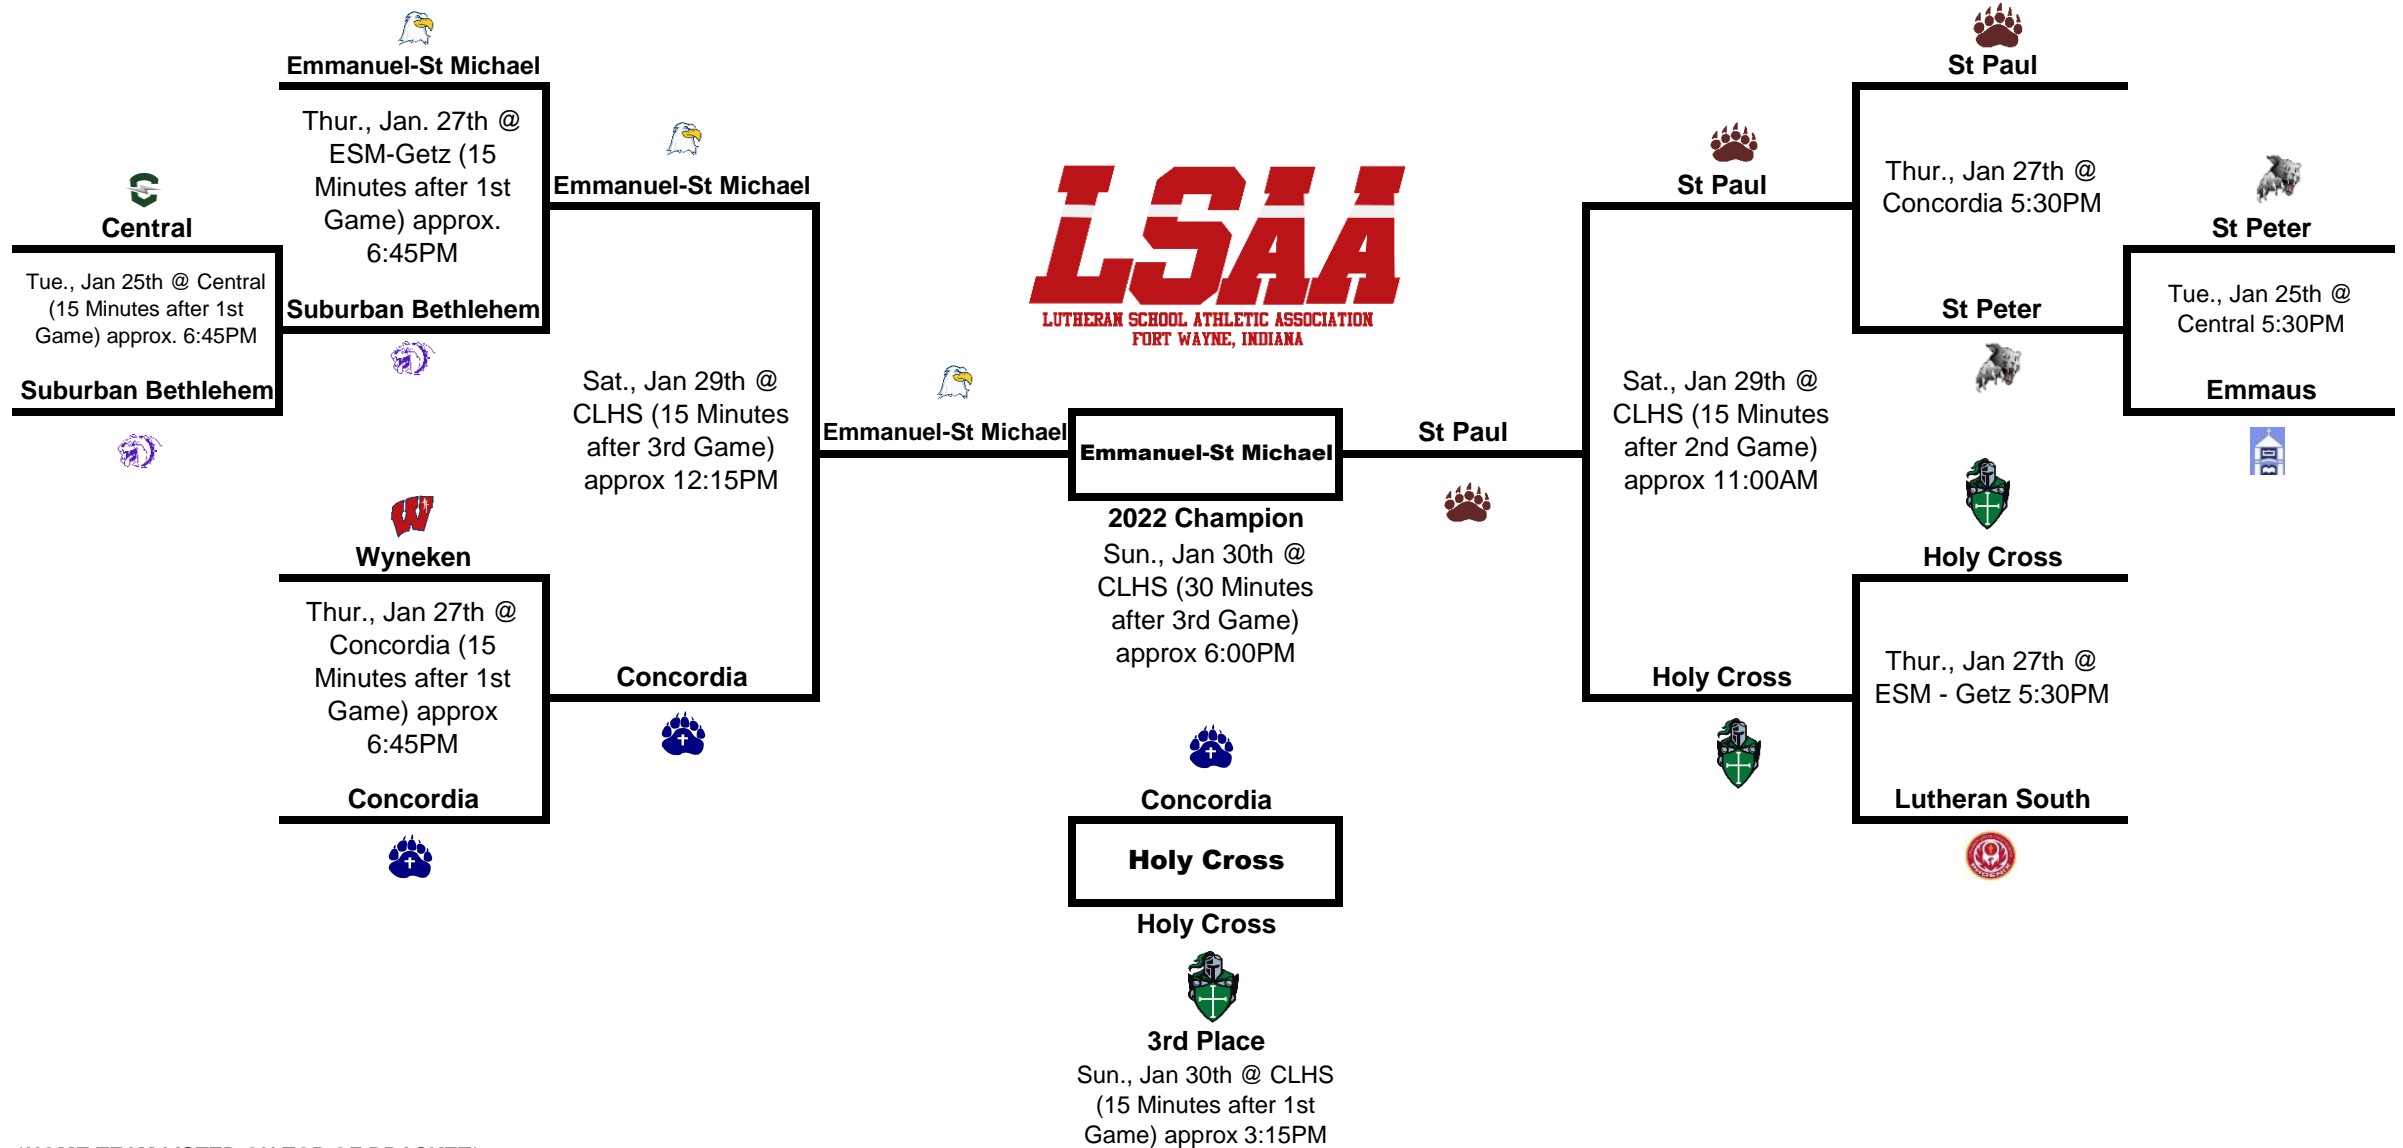 Emmanuel-St Michael
Thur., Jan. 27th @
ESM-Getz (15
Minutes after 1st
Game) approx.
6:45PM
Central
Tue., Jan 25th @ Central
(15 Minutes after 1st
Game) approx. 6:45PM
Suburban Bethlehem
Suburban Bethlehem
Emmanuel-St Michael
Sat., Jan 29th @
CLHS (15 Minutes
after 3rd Game)
approx 12:15PM
W
Wyneken
Thur., Jan 27th @
Concordia (15
Minutes after 1st
Game) approx
6:45PM
Concordia
Concordia
LSAA
LUTHERAN SCHOOL ATHLETIC ASSOCIATION
FORT WAYNE, INDIANA
Emmanuel-St Michael
Emmanuel-St Michael
St Paul
2022 Champion
Sun., Jan 30th @
CLHS (30 Minutes
after 3rd Game)
approx 6:00PM
Concordia
Holy Cross
Holy Cross
3rd Place
Sun., Jan 30th @ CLHS
(15 Minutes after 1st
Game) approx 3:15PM
St Paul
Sat., Jan 29th @
CLHS (15 Minutes
after 2nd Game)
approx 11:00AM
Holy Cross
St Paul
Thur., Jan 27th @
Concordia 5:30PM
St Peter
St Peter
Tue., Jan 25th @
Central 5:30PM
Emmaus
Holy Cross
Thur., Jan 27th @
ESM - Getz 5:30PM
Lutheran South